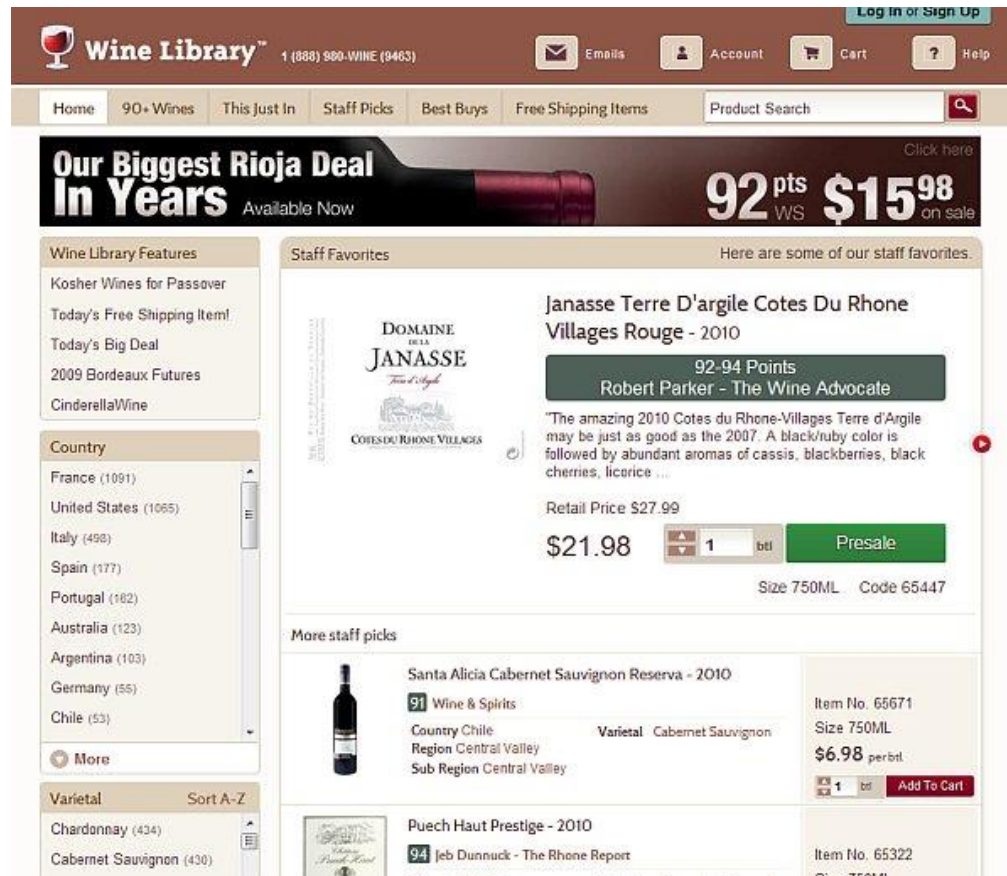 Log In or Sign Up
Wine Library™ 1 (888) 980-WINE (9463) Emails Account Cart ? Help
Home 90+ Wines This Just In Staff Picks Best Buys Free Shipping Items Product Search
Our Biggest Rioja Deal
In Years Available Now
Click here
92 pts WS $15.98 on sale
Wine Library Features
Kosher Wines for Passover
Today's Free Shipping Item!
Today's Big Deal
2009 Bordeaux Futures
CinderellaWine
Country
France (1091)
United States (1065)
Italy (498)
Spain (177)
Portugal (162)
Australia (123)
Argentina (103)
Germany (55)
Chile (53)
More
Varietal Sort A-Z
Chardonnay (434)
Cabernet Sauvignon (430)
Staff Favorites Here are some of our staff favorites.
DOMAINE
DE LA
JANASSE
Terre d'Argile
COTES DU RHONE VILLAGES
Janasse Terre D'argile Cotes Du Rhone
Villages Rouge - 2010
92-94 Points
Robert Parker - The Wine Advocate
"The amazing 2010 Cotes du Rhone-Villages Terre d'Argile
may be just as good as the 2007. A black/ruby color is
followed by abundant aromas of cassis, blackberries, black
cherries, licorice ...
Retail Price $27.99
$21.98 1 btl Presale
Size 750ML Code 65447
More staff picks
Santa Alicia Cabernet Sauvignon Reserva - 2010
91 Wine & Spirits
Country Chile Varietal Cabernet Sauvignon
Region Central Valley
Sub Region Central Valley
Item No. 65671
Size 750ML
$6.98 per btl
1 btl Add To Cart
Puech Haut Prestige - 2010
94 Jeb Dunnuck - The Rhone Report
Item No. 65322
Size 750ML